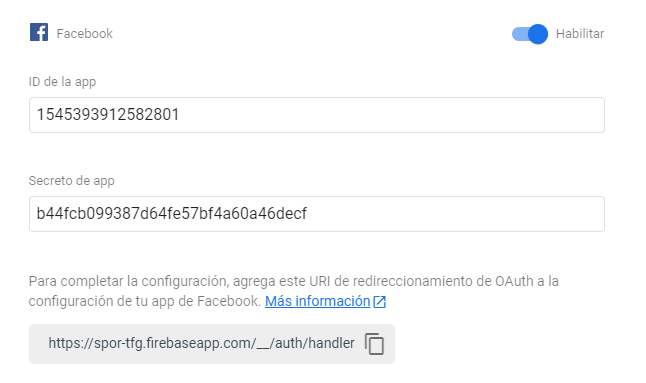 Facebook
Habilitar
ID de la app
1545393912582801
Secreto de app
b44fcb099387d64fe57bf4a60a46decf
Para completar la configuración, agrega este URI de redireccionamiento de OAuth a la
configuración de tu app de Facebook. Más información
https://spor-tfg.firebaseapp.com/__/auth/handler